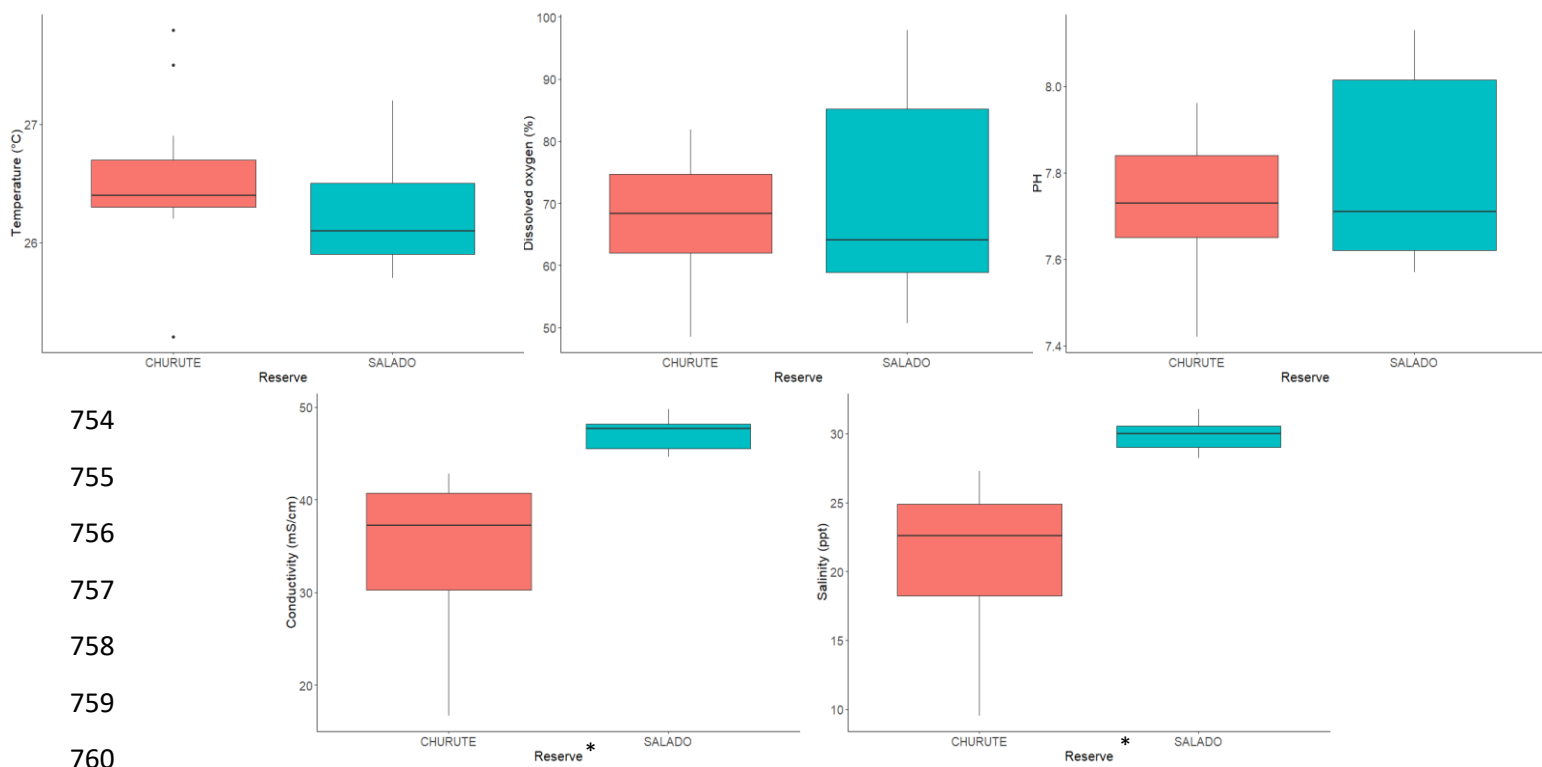 Temperature (°C)
27
26
CHURUTE SALADO
Reserve
Dissolved oxygen (%)
100
90
80
70
60
50
CHURUTE SALADO
Reserve
PH
8.0
7.8
7.6
7.4
CHURUTE SALADO
Reserve
754
755
756
757
758
759
760
Conductivity (mS/cm)
50
40
30
20
CHURUTE SALADO
Reserve *
Salinity (ppt)
30
25
20
15
10
CHURUTE SALADO
Reserve *